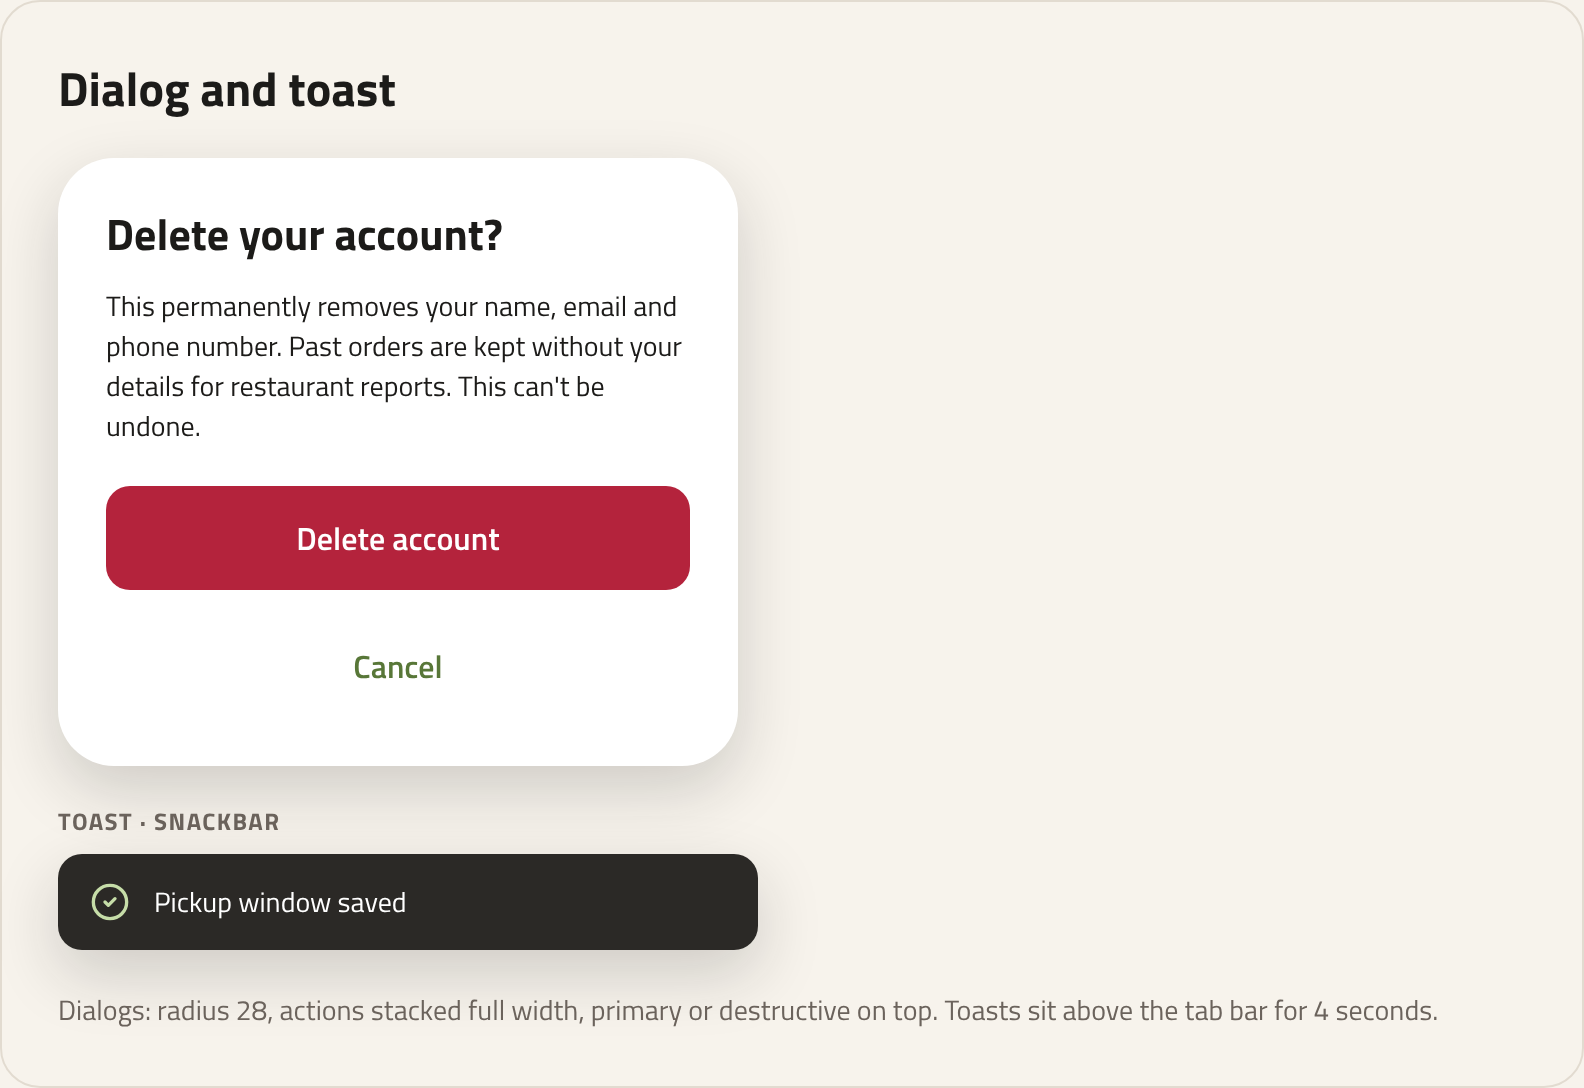 Dialog and toast
Delete your account?
This permanently removes your name, email and
phone number. Past orders are kept without your
details for restaurant reports. This can't be
undone.
Delete account
Cancel
TOAST · SNACKBAR
Pickup window saved
Dialogs: radius 28, actions stacked full width, primary or destructive on top. Toasts sit above the tab bar for 4 seconds.